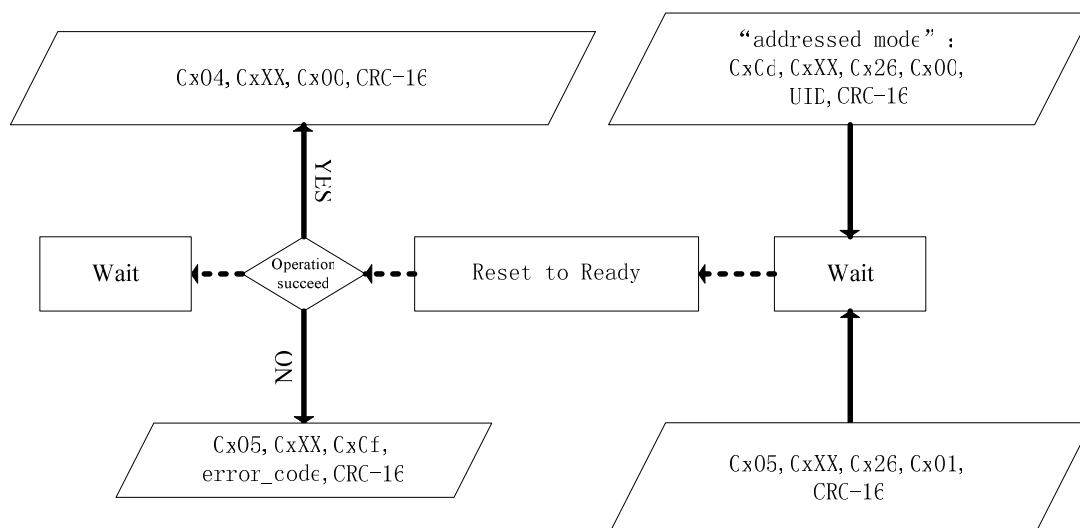 Cx04, CxXX, Cx00, CRC-16
“addressed mode”:
CxCd, CxXX, Cx26, Cx00,
UID, CRC-16
YES
Wait
Operation
succeed
Reset to Ready
Wait
ON
Cx05, CxXX, CxCf,
error_code, CRC-16
Cx05, CxXX, Cx26, Cx01,
CRC-16